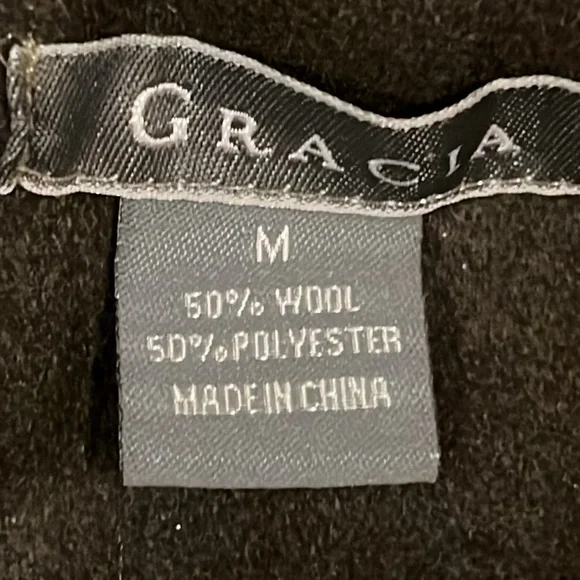 GRACIA
M
50% WOOL
50% POLYESTER
MADE IN CHINA